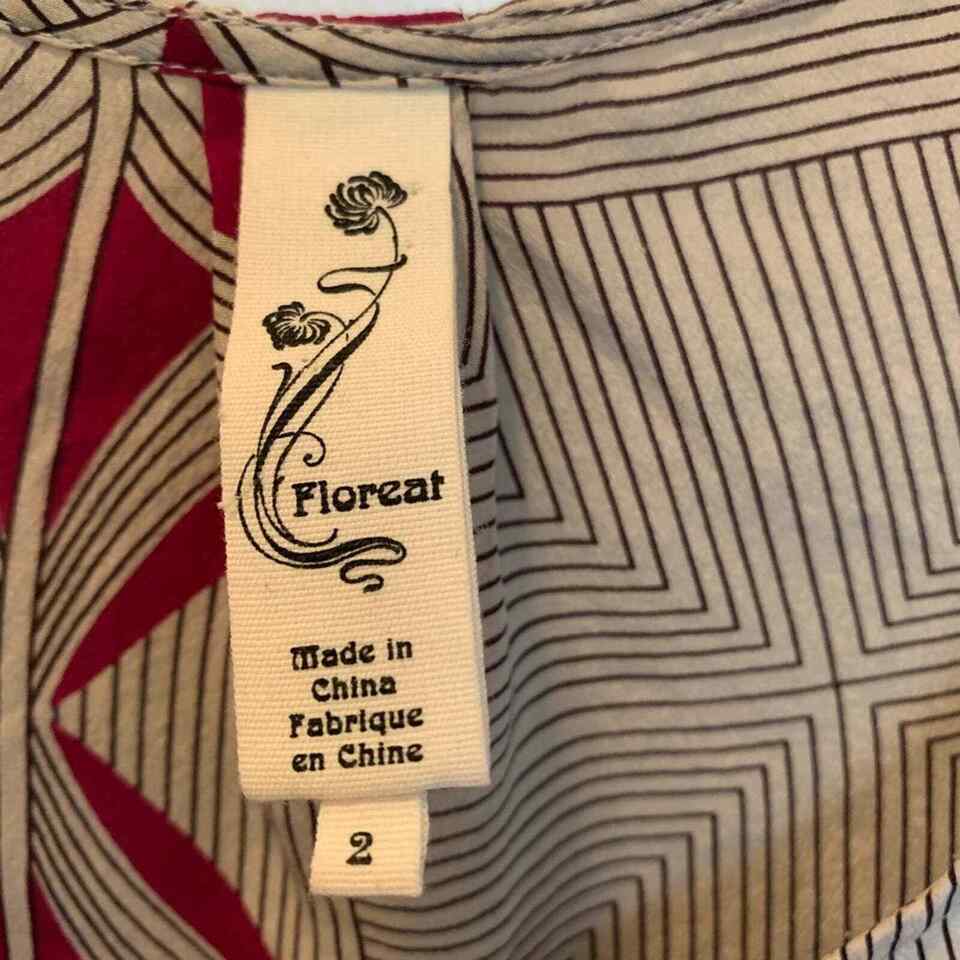 Floreat
Made in
China
Fabrique
en Chine
2